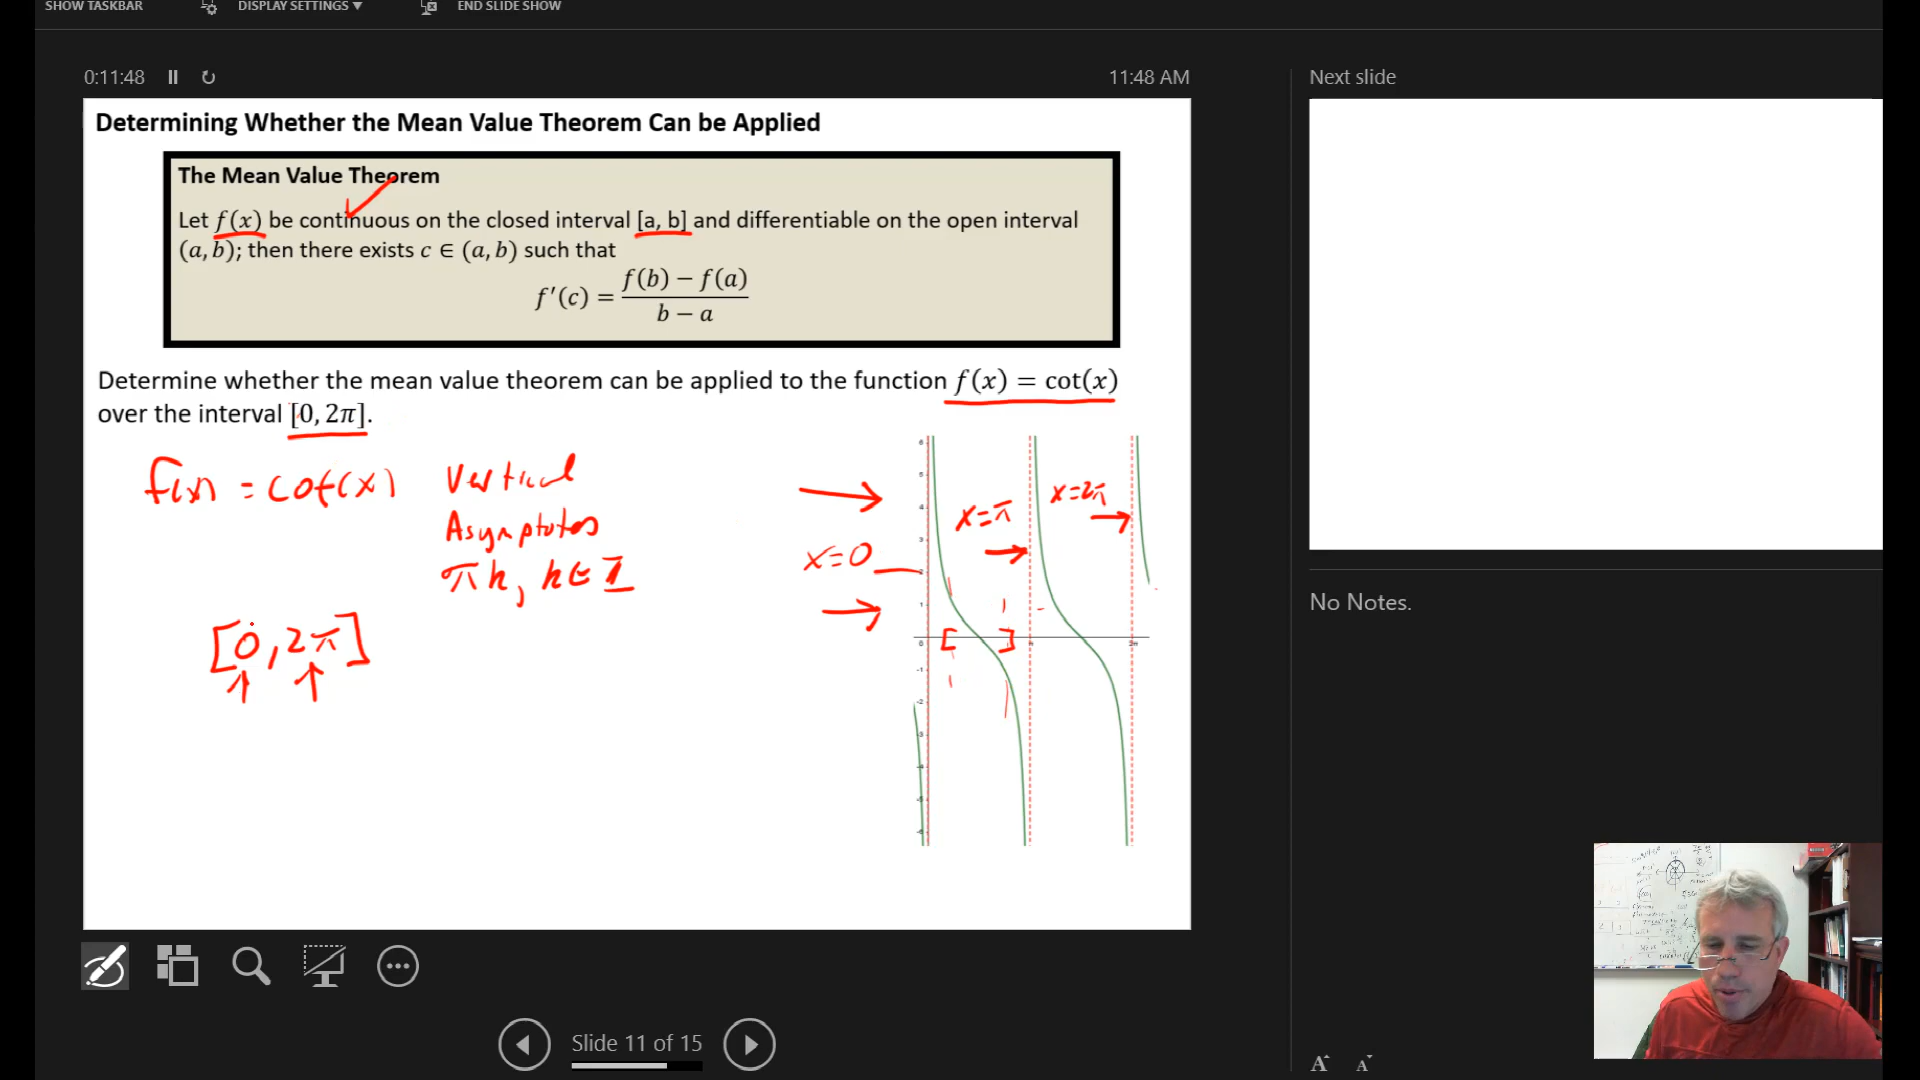 SHOW TASKBAR DISPLAY SETTINGS ▼ END SLIDE SHOW
0:11:48 11:48 AM Next slide
Determining Whether the Mean Value Theorem Can be Applied
The Mean Value Theorem
Let f(x) be continuous on the closed interval [a, b] and differentiable on the open interval
(a, b); then there exists c ∈ (a, b) such that
f′(c) = (f(b) − f(a)) / (b − a)
Determine whether the mean value theorem can be applied to the function f(x) = cot(x)
over the interval [0, 2π].
f(x) = cot(x) Vertical
Asymptotes
πk, k ∈ I
[0, 2π]
x=0
x=π
x=2π
No Notes.
Slide 11 of 15
A A